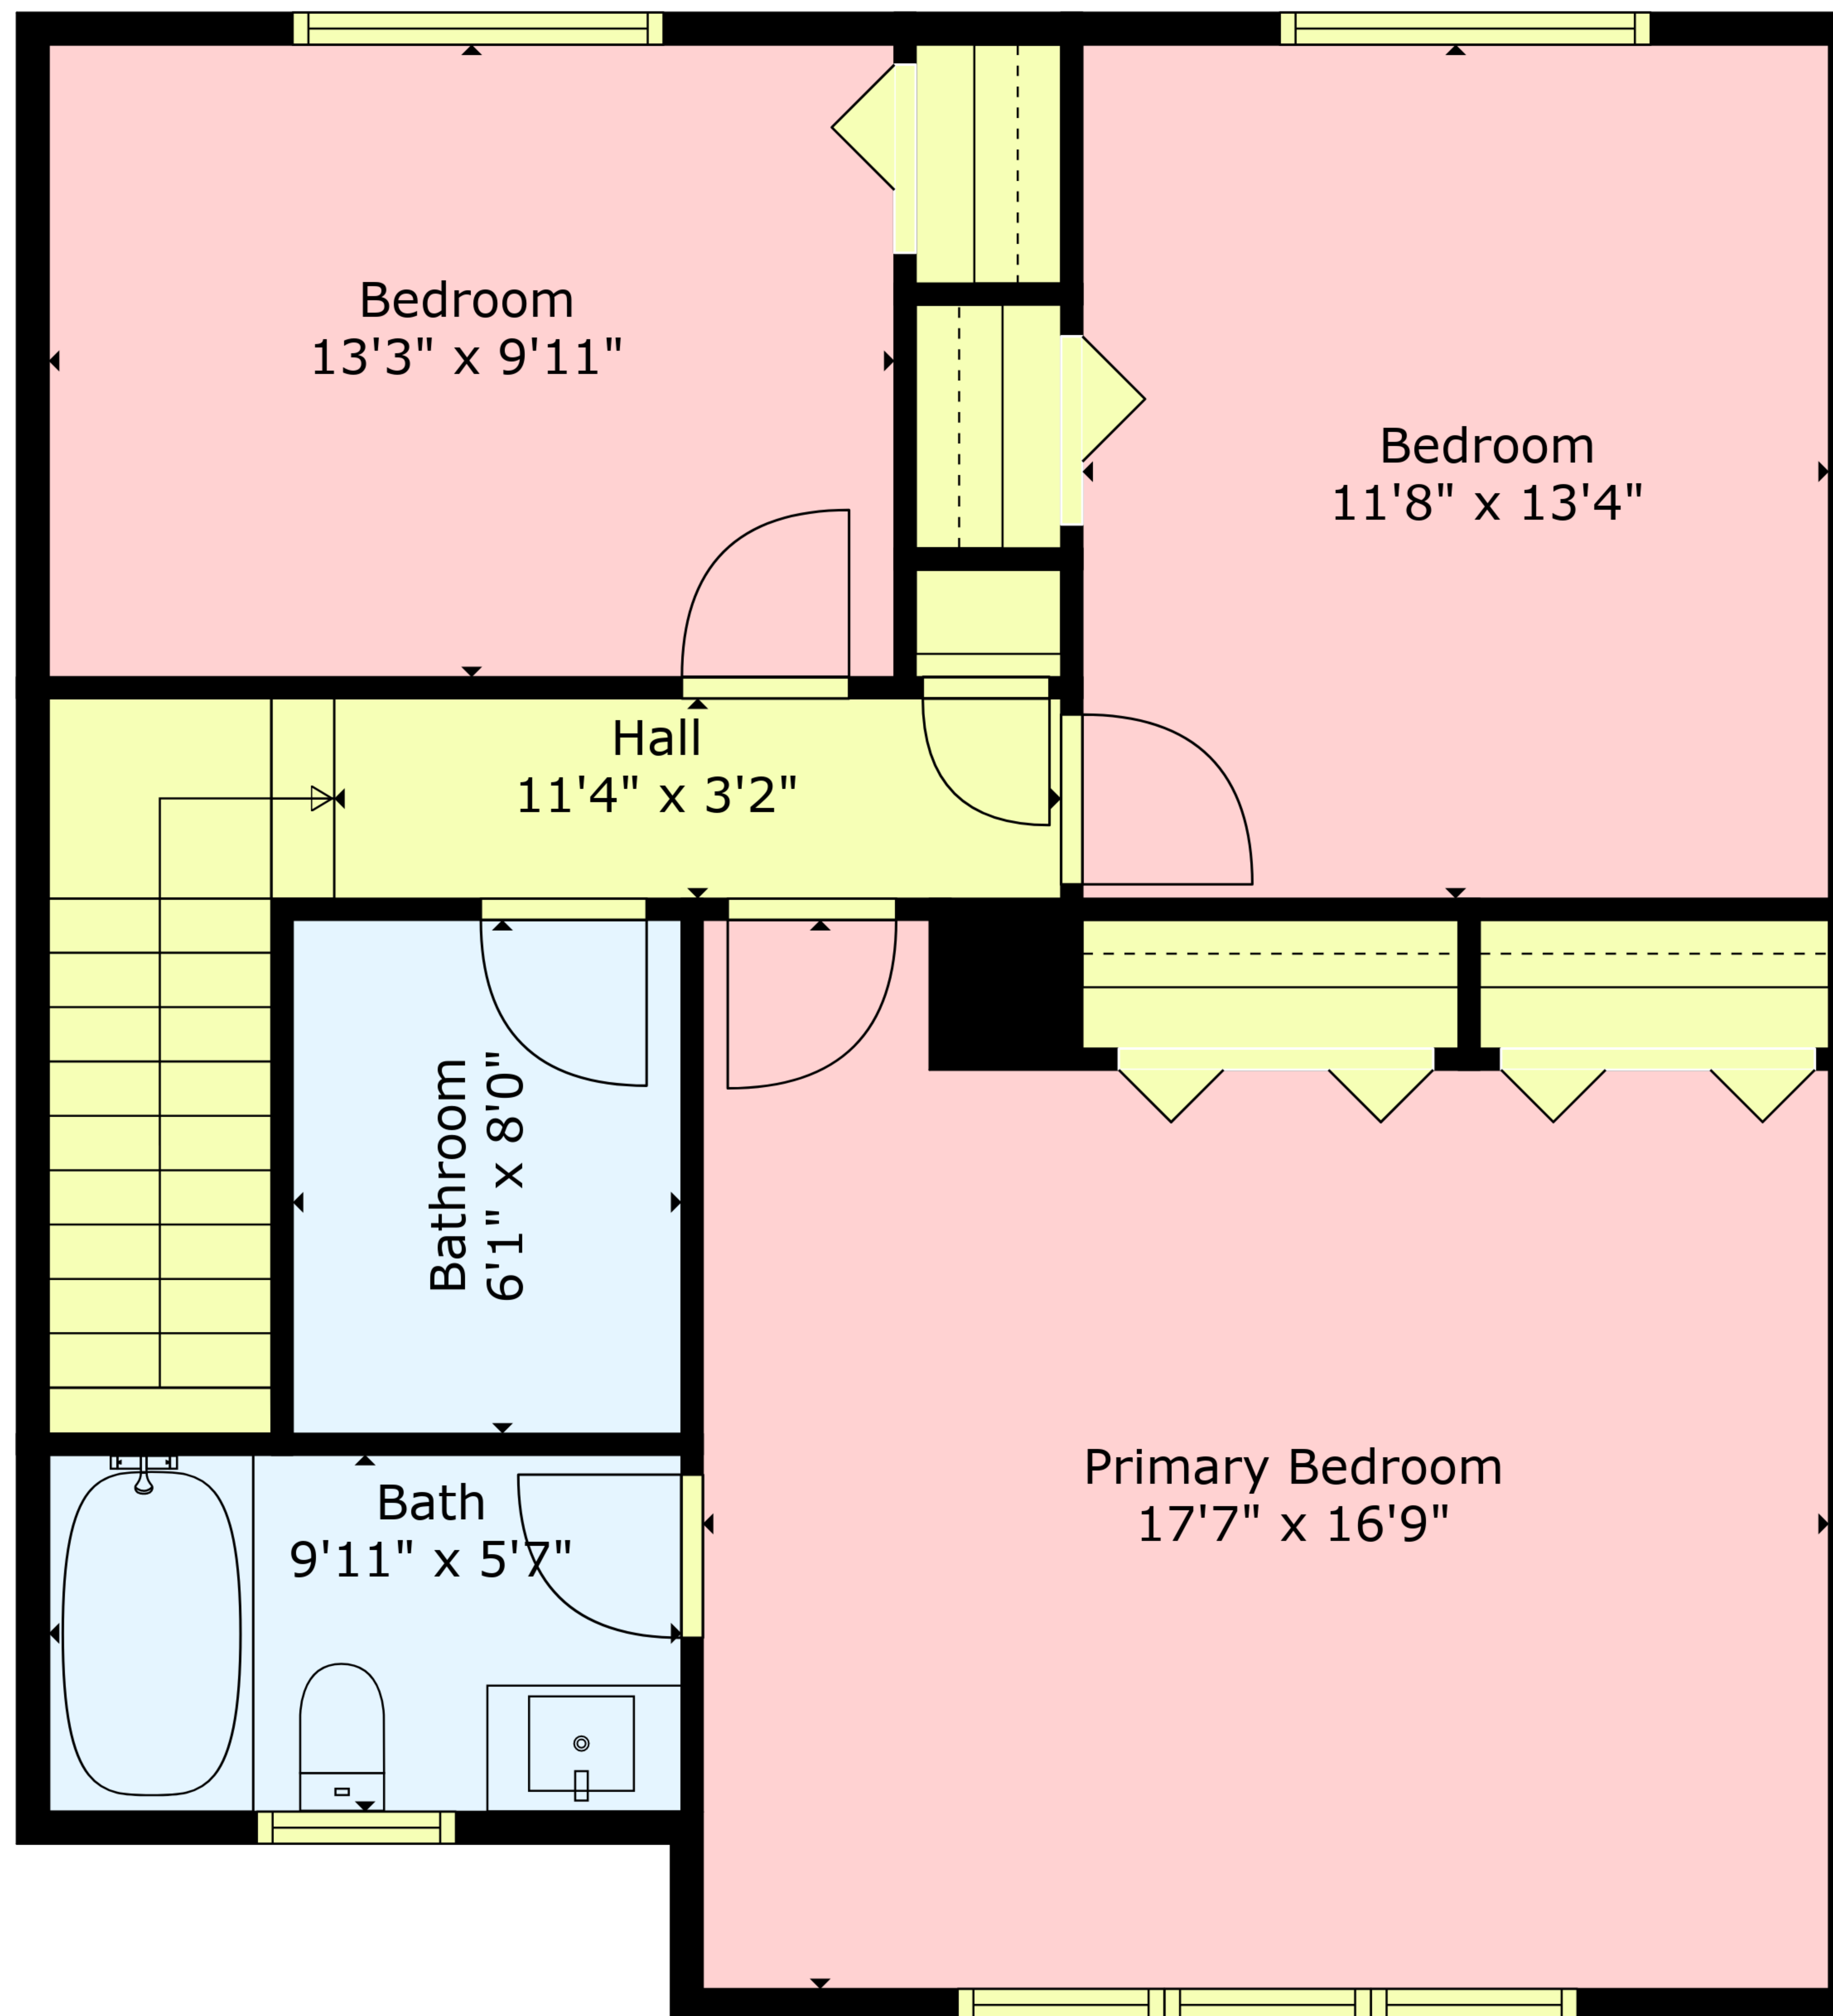 Bedroom
13'3" x 9'11"
Bedroom
11'8" x 13'4"
Hall
11'4" x 3'2"
Bathroom
6'1" x 8'0"
Primary Bedroom
17'7" x 16'9"
Bath
9'11" x 5'7"